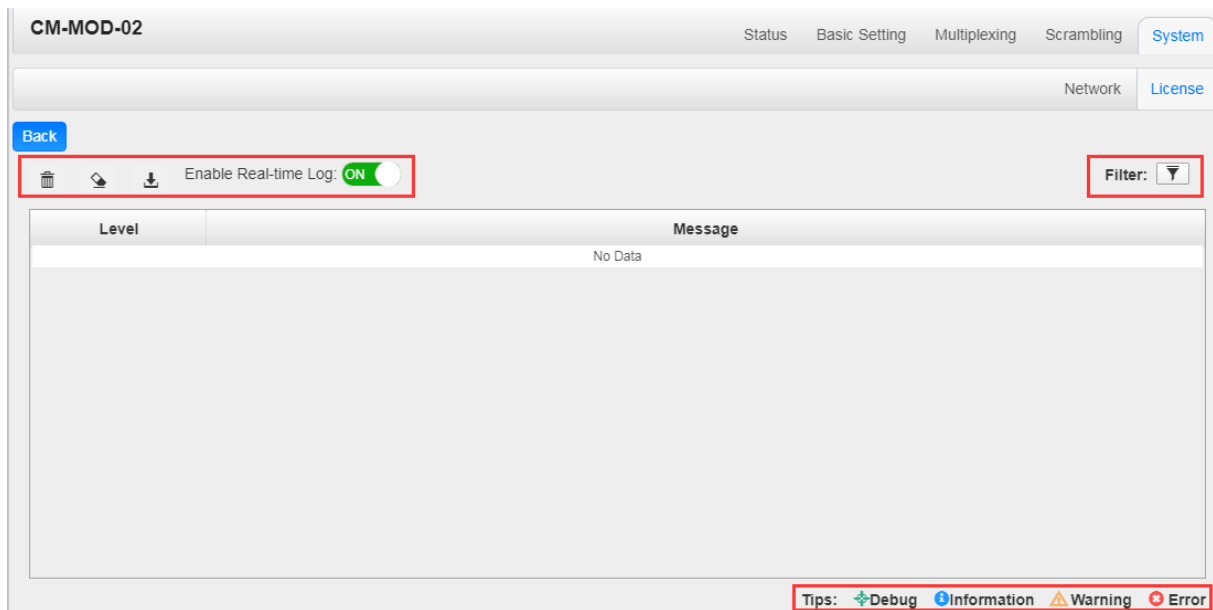 CM-MOD-02
Status Basic Setting Multiplexing Scrambling System
Network License
Back
Enable Real-time Log: ON
Filter:
Level Message
No Data
Tips: Debug Information Warning Error